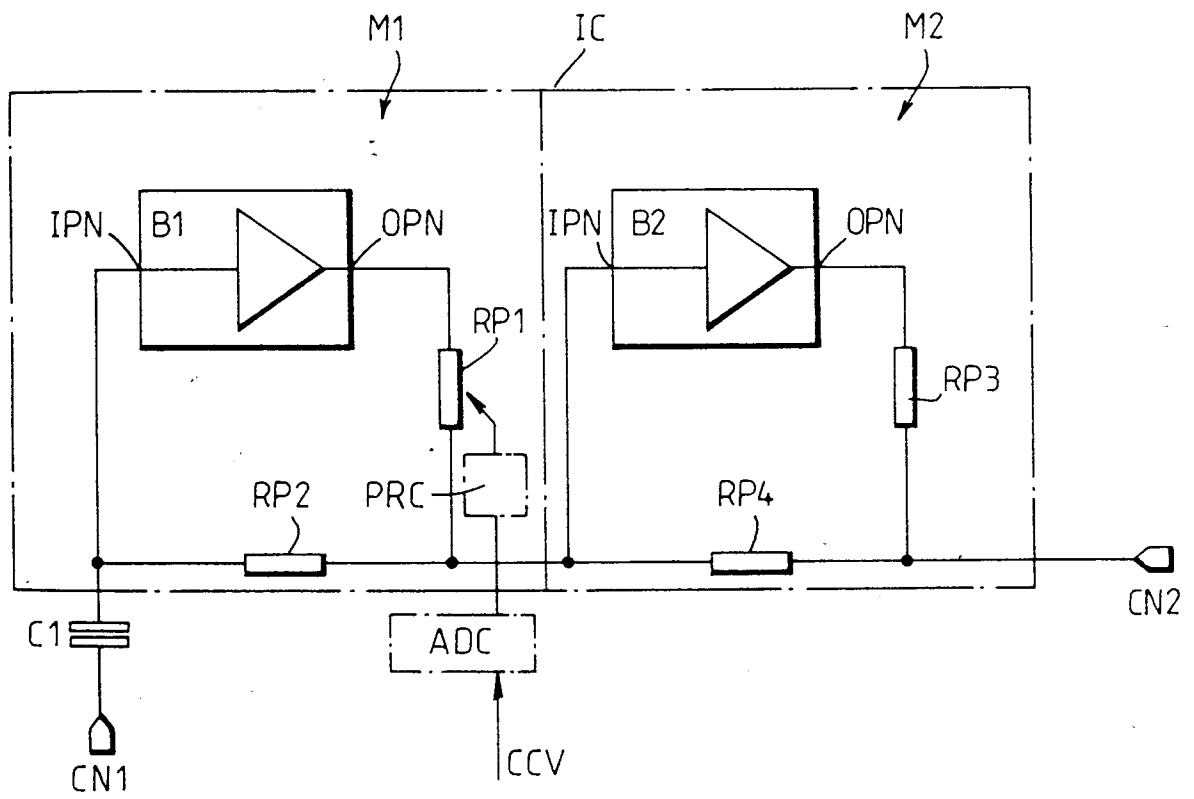 M1
IC
M2
IPN
B1
OPN
IPN
B2
OPN
RP1
RP3
RP2
PRC
RP4
C1
ADC
CN2
CN1
CCV